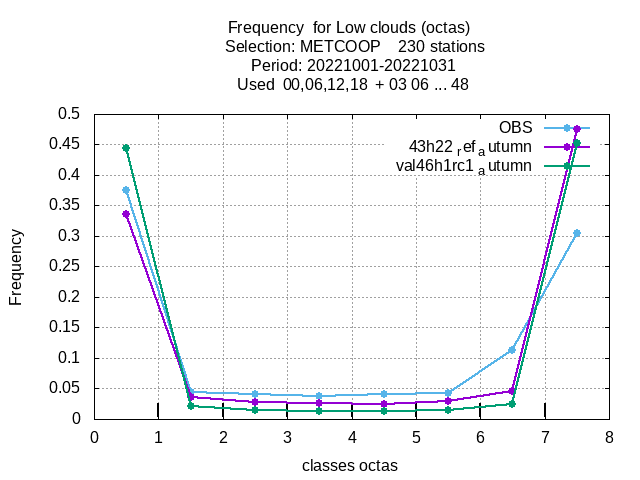 Frequency  for Low clouds (octas)
Selection: METCOOP    230 stations
Period: 20221001-20221031
Used  00,06,12,18  + 03 06 ... 48
0.5
0.45
0.4
0.35
0.3
0.25
0.2
0.15
0.1
0.05
0
Frequency
OBS
43h22 ref autumn
val46h1rc1 autumn
0 1 2 3 4 5 6 7 8
classes octas